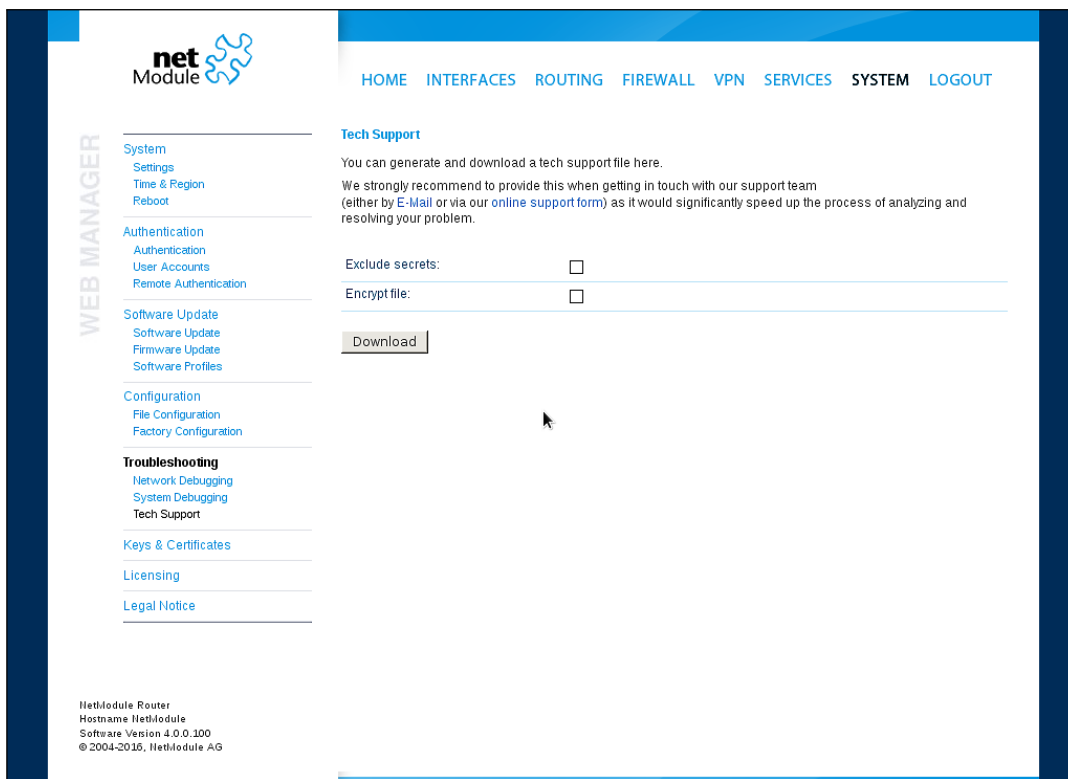 net
Module
HOME INTERFACES ROUTING FIREWALL VPN SERVICES SYSTEM LOGOUT
WEB MANAGER
System
Settings
Time & Region
Reboot
Authentication
Authentication
User Accounts
Remote Authentication
Software Update
Software Update
Firmware Update
Software Profiles
Configuration
File Configuration
Factory Configuration
Troubleshooting
Network Debugging
System Debugging
Tech Support
Keys & Certificates
Licensing
Legal Notice
Tech Support
You can generate and download a tech support file here.
We strongly recommend to provide this when getting in touch with our support team
(either by E-Mail or via our online support form) as it would significantly speed up the process of analyzing and
resolving your problem.
Exclude secrets:
Encrypt file:
Download
NetModule Router
Hostname NetModule
Software Version 4.0.0.100
© 2004-2016, NetModule AG